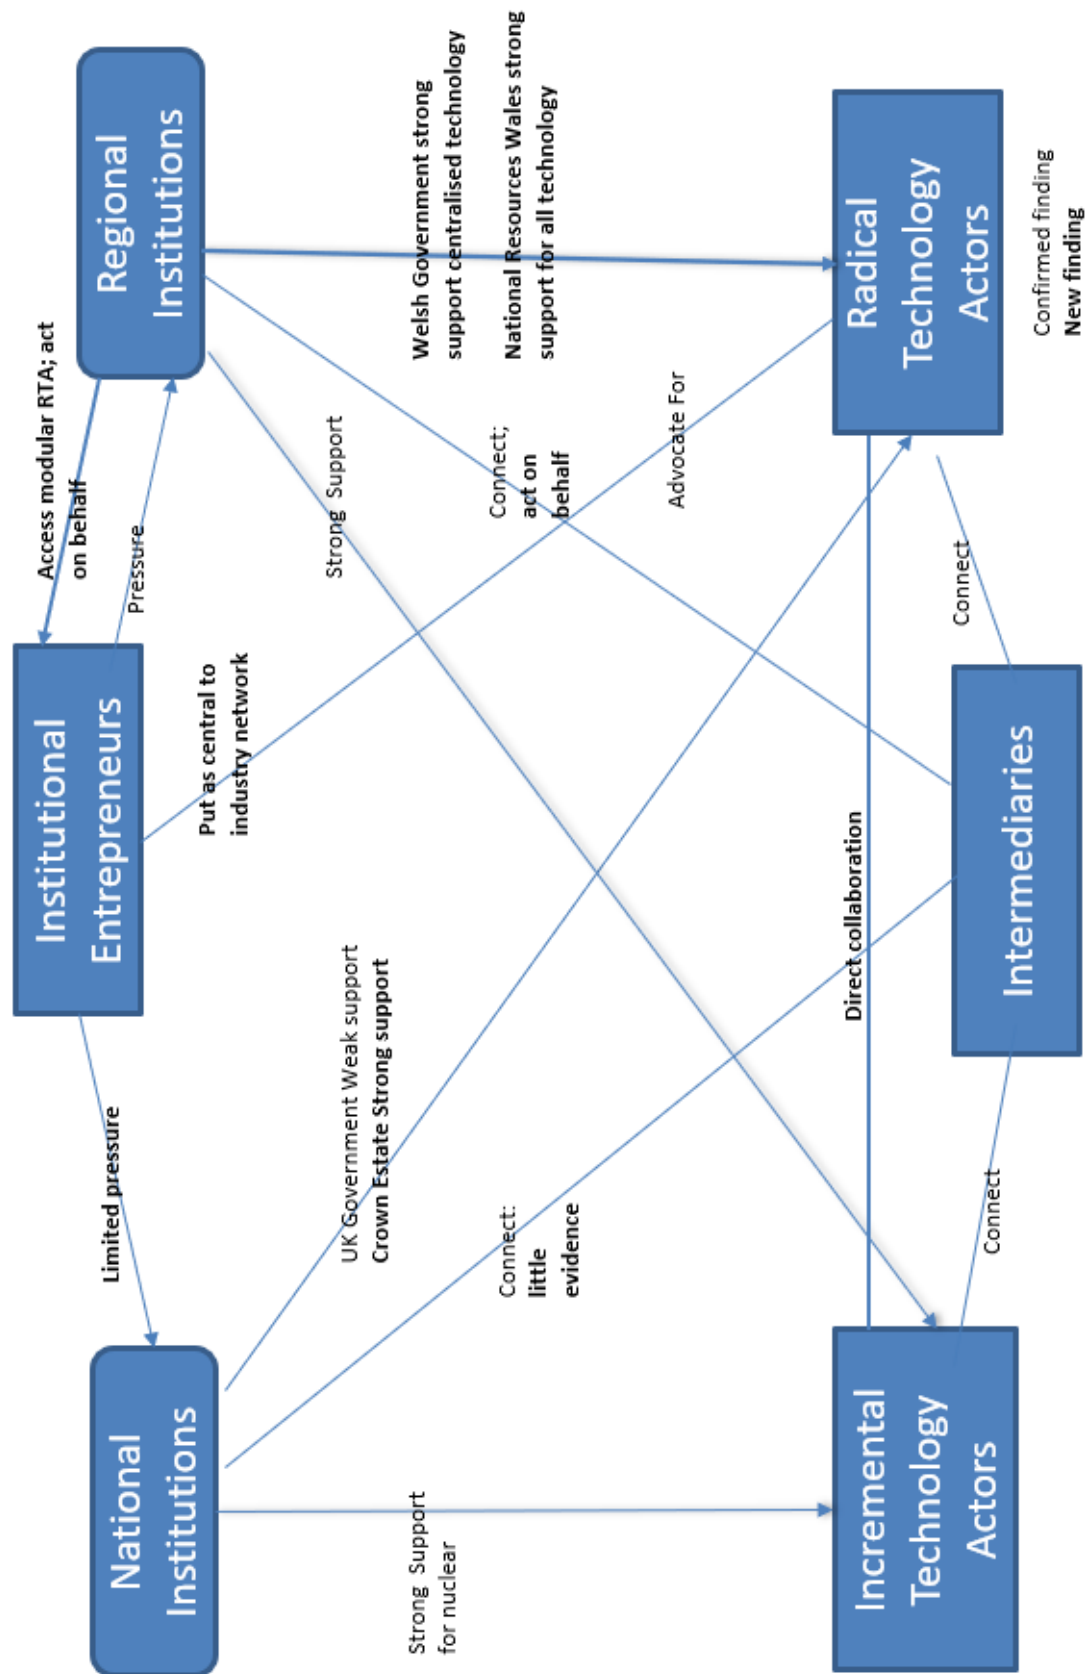 Institutional
Entrepreneurs
National
Institutions
Regional
Institutions
Limited pressure
Access modular RTA; act
on behalf
Pressure
Put as central to
industry network
Strong  Support
UK Government Weak support
Crown Estate Strong support
Strong  Support
for nuclear
Connect:
little
evidence
Connect;
act on
behalf
Welsh Government strong
support centralised technology
National Resources Wales strong
support for all technology
Advocate For
Direct collaboration
Incremental
Technology
Actors
Radical
Technology
Actors
Connect
Connect
Intermediaries
Confirmed finding
New finding